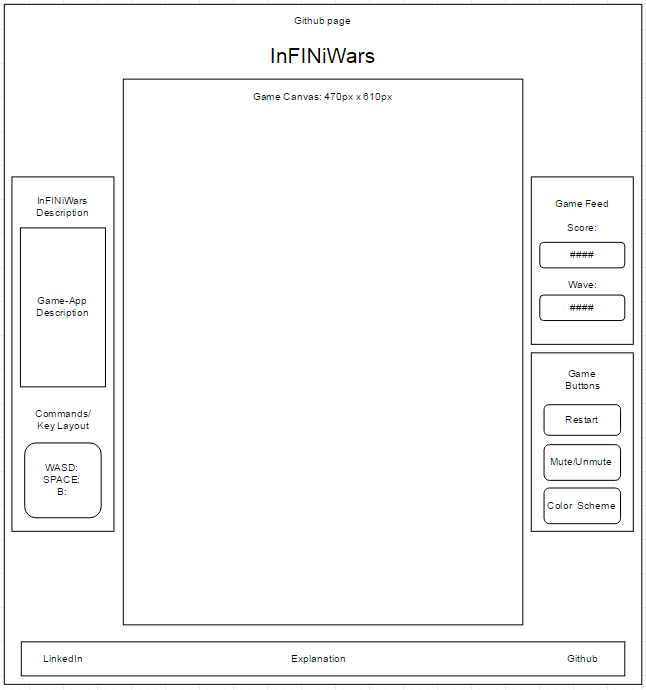 Github page
InFINiWars
Game Canvas: 470px x 610px
InFINiWars
Description
Game-App
Description
Commands/
Key Layout
WASD:
SPACE:
B:
Game Feed
Score:
####
Wave:
####
Game
Buttons
Restart
Mute/Unmute
Color Scheme
LinkedIn
Explanation
Github